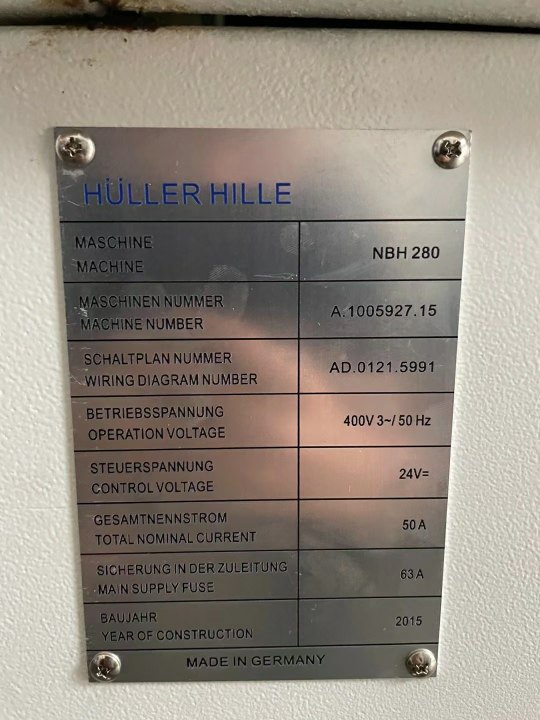 HÜLLER HILLE
MASCHINE
MACHINE
NBH 280
MASCHINEN NUMMER
MACHINE NUMBER
A.1005927.15
SCHALTPLAN NUMMER
WIRING DIAGRAM NUMBER
AD.0121.5991
BETRIEBSSPANNUNG
OPERATION VOLTAGE
400V 3~/ 50 Hz
STEUERSPANNUNG
CONTROL VOLTAGE
24V=
GESAMTNENNSTROM
TOTAL NOMINAL CURRENT
50 A
SICHERUNG IN DER ZULEITUNG
MAIN SUPPLY FUSE
63 A
BAUJAHR
YEAR OF CONSTRUCTION
2015
MADE IN GERMANY